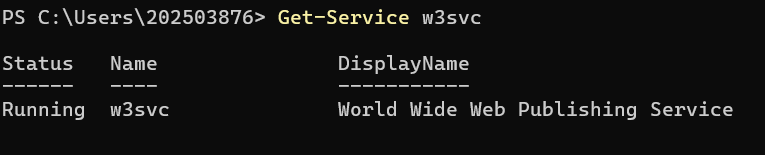 PS C:\Users\202503876> Get-Service w3svc
Status   Name               DisplayName
------   ----               -----------
Running  w3svc              World Wide Web Publishing Service